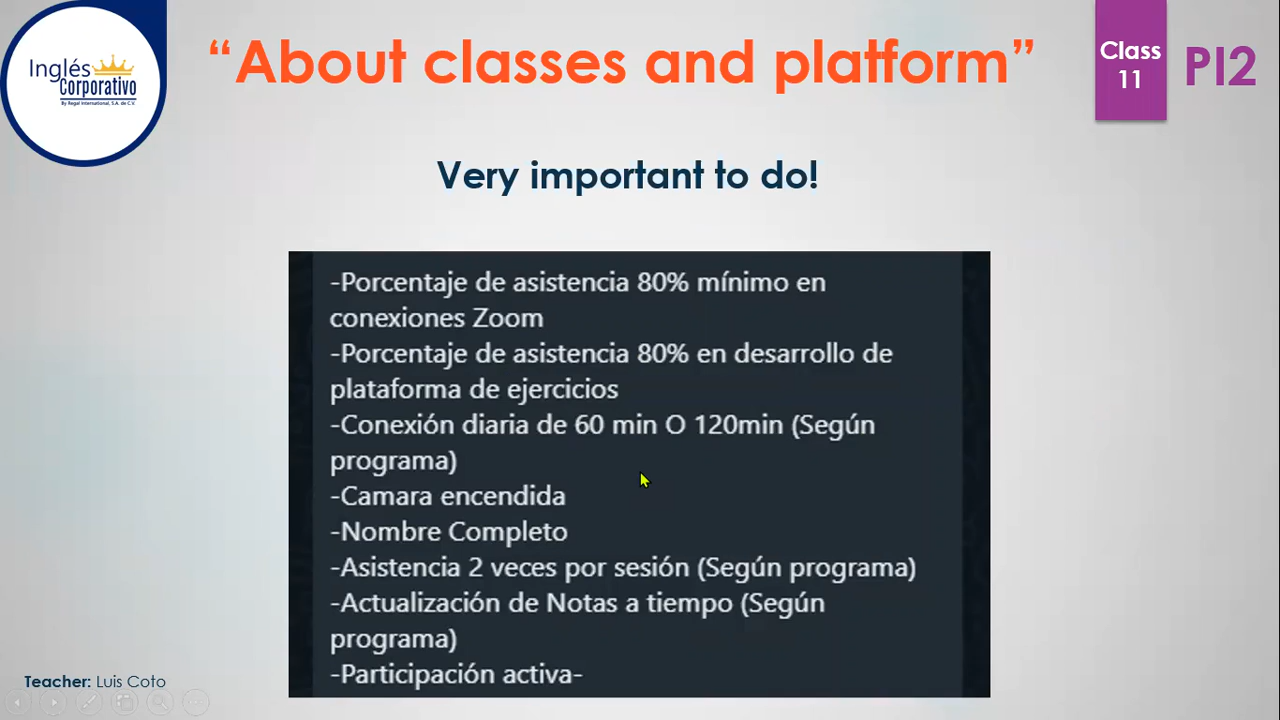 Inglés
Corporativo
By Regal International, S.A. de C.V.
“About classes and platform”
Class
11
PI2
Very important to do!
-Porcentaje de asistencia 80% mínimo en
conexiones Zoom
-Porcentaje de asistencia 80% en desarrollo de
plataforma de ejercicios
-Conexión diaria de 60 min O 120min (Según
programa)
-Camara encendida
-Nombre Completo
-Asistencia 2 veces por sesión (Según programa)
-Actualización de Notas a tiempo (Según
programa)
-Participación activa-
Teacher: Luis Coto